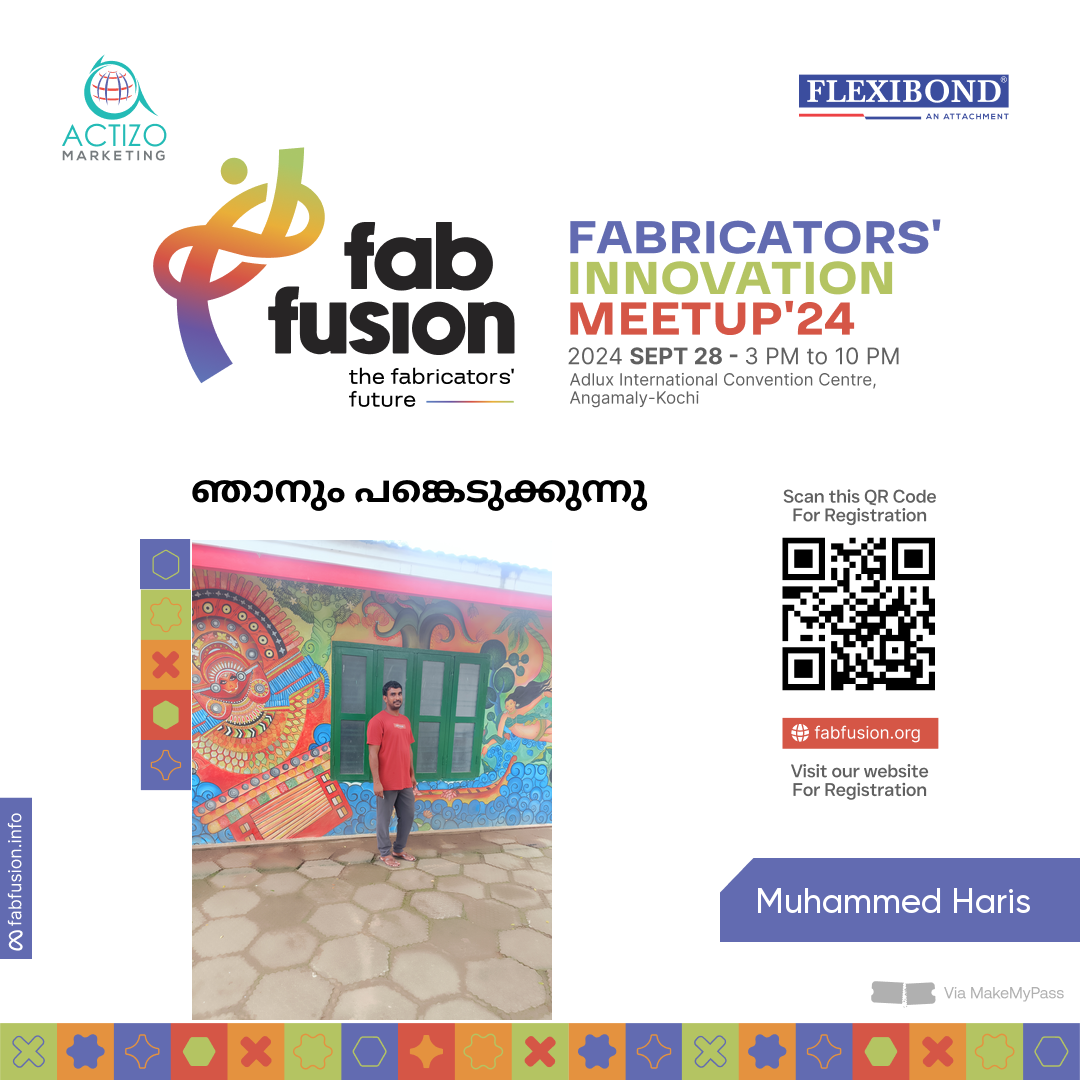 ACTIZO
MARKETING
FLEXIBOND®
AN ATTACHMENT
fab
fusion
the fabricators'
future
FABRICATORS'
INNOVATION
MEETUP'24
2024 SEPT 28 - 3 PM to 10 PM
Adlux International Convention Centre,
Angamaly-Kochi
ഞാനും പങ്കെടുക്കുന്നു
Scan this QR Code
For Registration
fabfusion.org
Visit our website
For Registration
fabfusion.info
Muhammed Haris
Via MakeMyPass